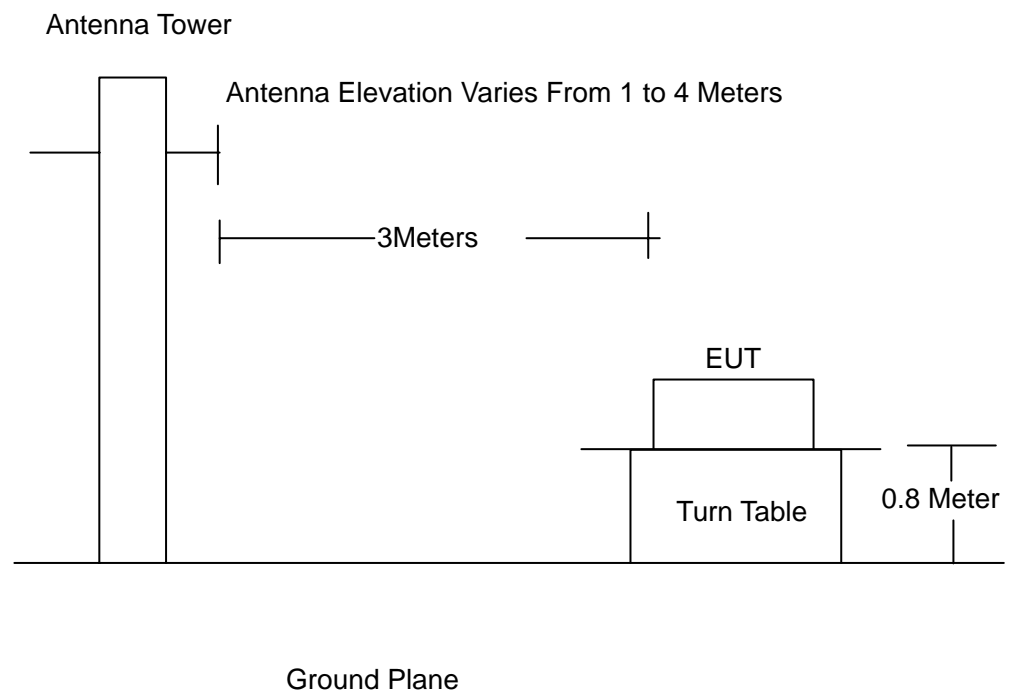 Antenna Tower
Antenna Elevation Varies From 1 to 4 Meters
3Meters
EUT
Turn Table
0.8 Meter
Ground Plane